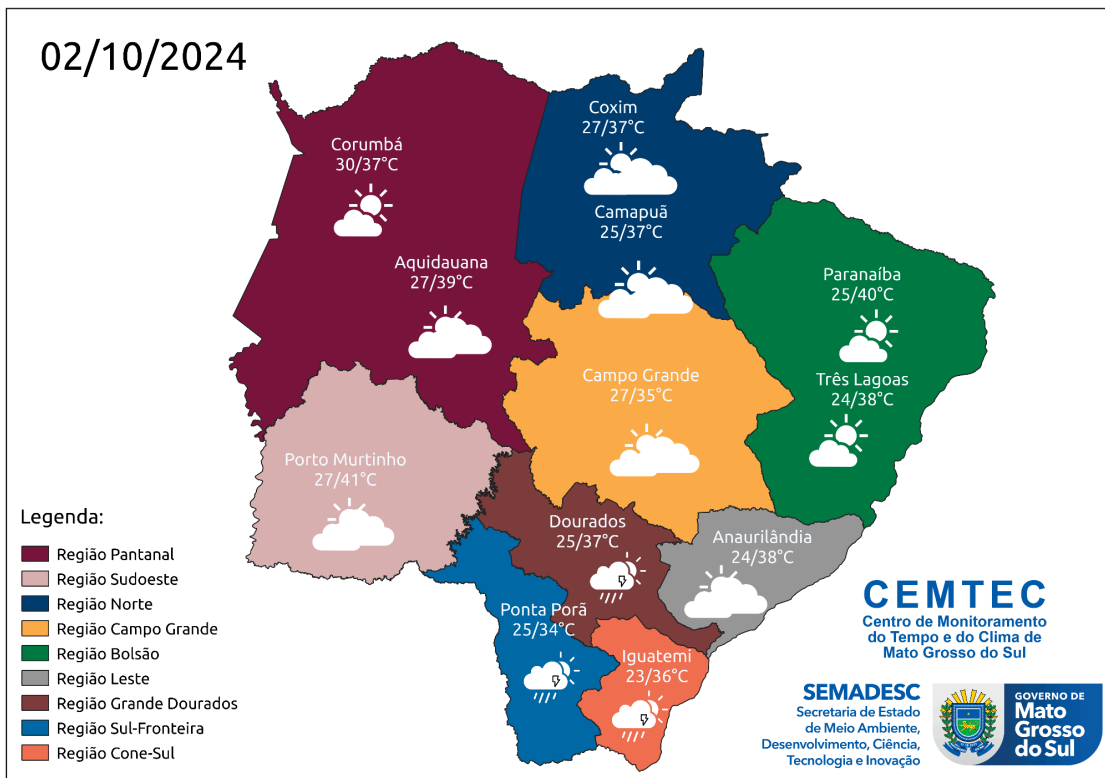 02/10/2024
Coxim
27/37°C
Corumbá
30/37°C
Camapuã
25/37°C
Aquidauana
27/39°C
Paranaíba
25/40°C
Campo Grande
27/35°C
Três Lagoas
24/38°C
Porto Murtinho
27/41°C
Dourados
25/37°C
Anaurilândia
24/38°C
Ponta Porã
25/34°C
Iguatemi
23/36°C
Legenda:
Região Pantanal
Região Sudoeste
Região Norte
Região Campo Grande
Região Bolsão
Região Leste
Região Grande Dourados
Região Sul-Fronteira
Região Cone-Sul
CEMTEC
Centro de Monitoramento
do Tempo e do Clima de
Mato Grosso do Sul
SEMADESC
Secretaria de Estado
de Meio Ambiente,
Desenvolvimento, Ciência,
Tecnologia e Inovação
GOVERNO DE
Mato
Grosso
do Sul